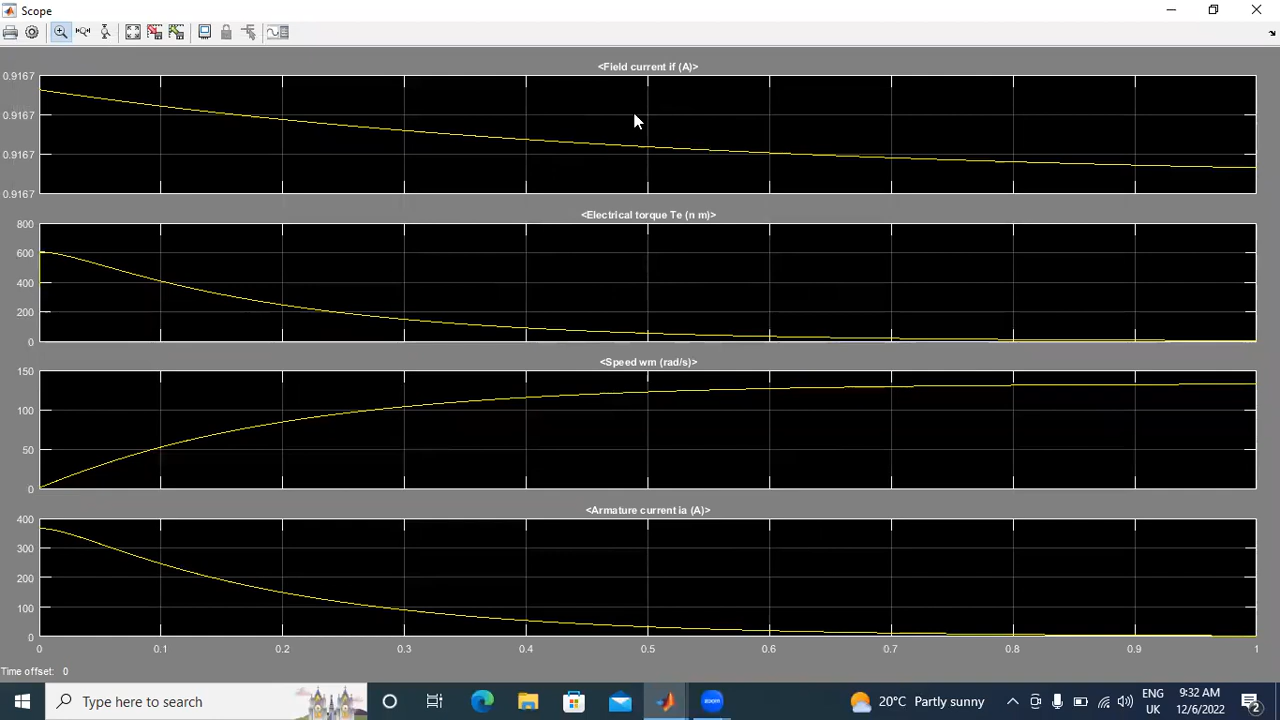 Scope
<Field current if (A)>
0.9167
0.9167
0.9167
0.9167
<Electrical torque Te (n m)>
800
600
400
200
0
<Speed wm (rad/s)>
150
100
50
0
<Armature current ia (A)>
400
300
200
100
0
0 0.1 0.2 0.3 0.4 0.5 0.6 0.7 0.8 0.9 1
Time offset: 0
Type here to search
zoom
20°C Partly sunny
ENG
UK
9:32 AM
12/6/2022
2